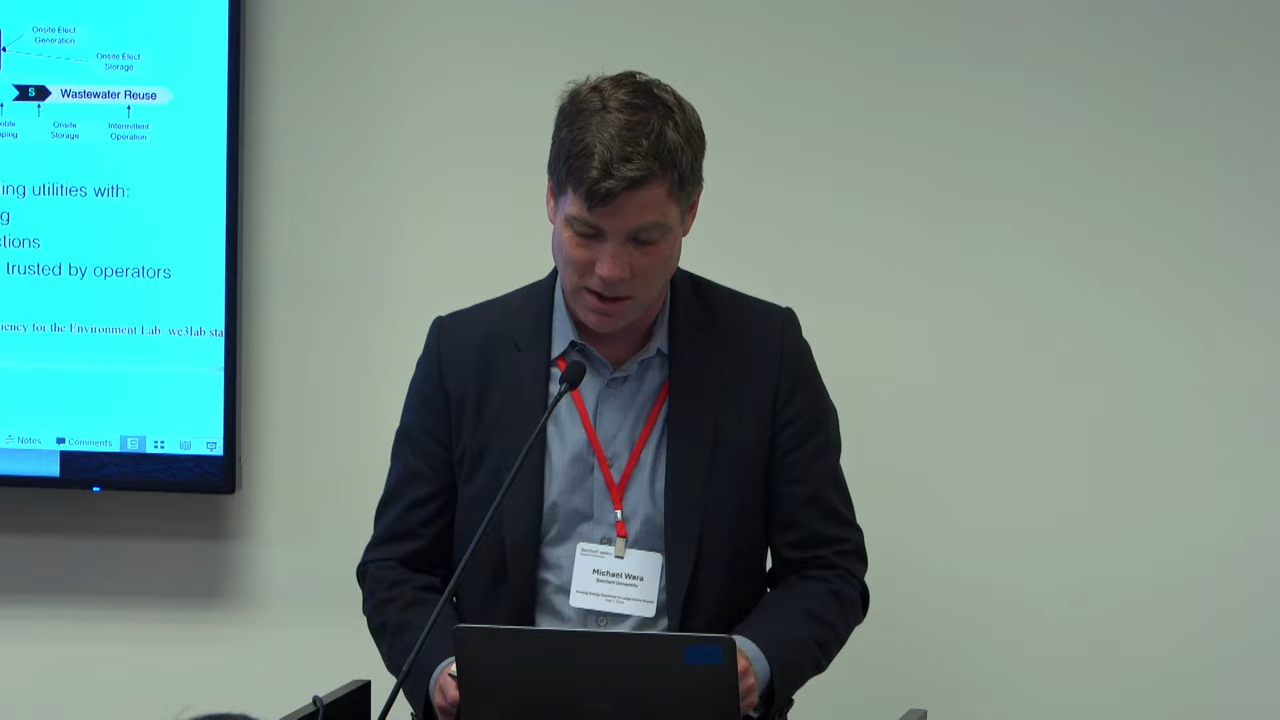 Onsite Elect
Generation
Onsite Elect
Storage
S
Wastewater Reuse
Onsite
Storage
Intermittent
Operation
ing utilities with:
g
ctions
trusted by operators
iency for the Environment Lab: we3lab.sta
Notes
Comments
Michael Wara
Stanford University